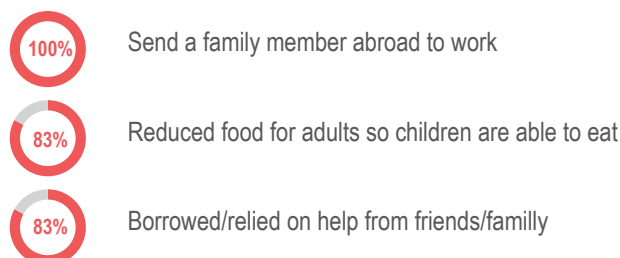 100% Send a family member abroad to work
83% Reduced food for adults so children are able to eat
83% Borrowed/relied on help from friends/familly